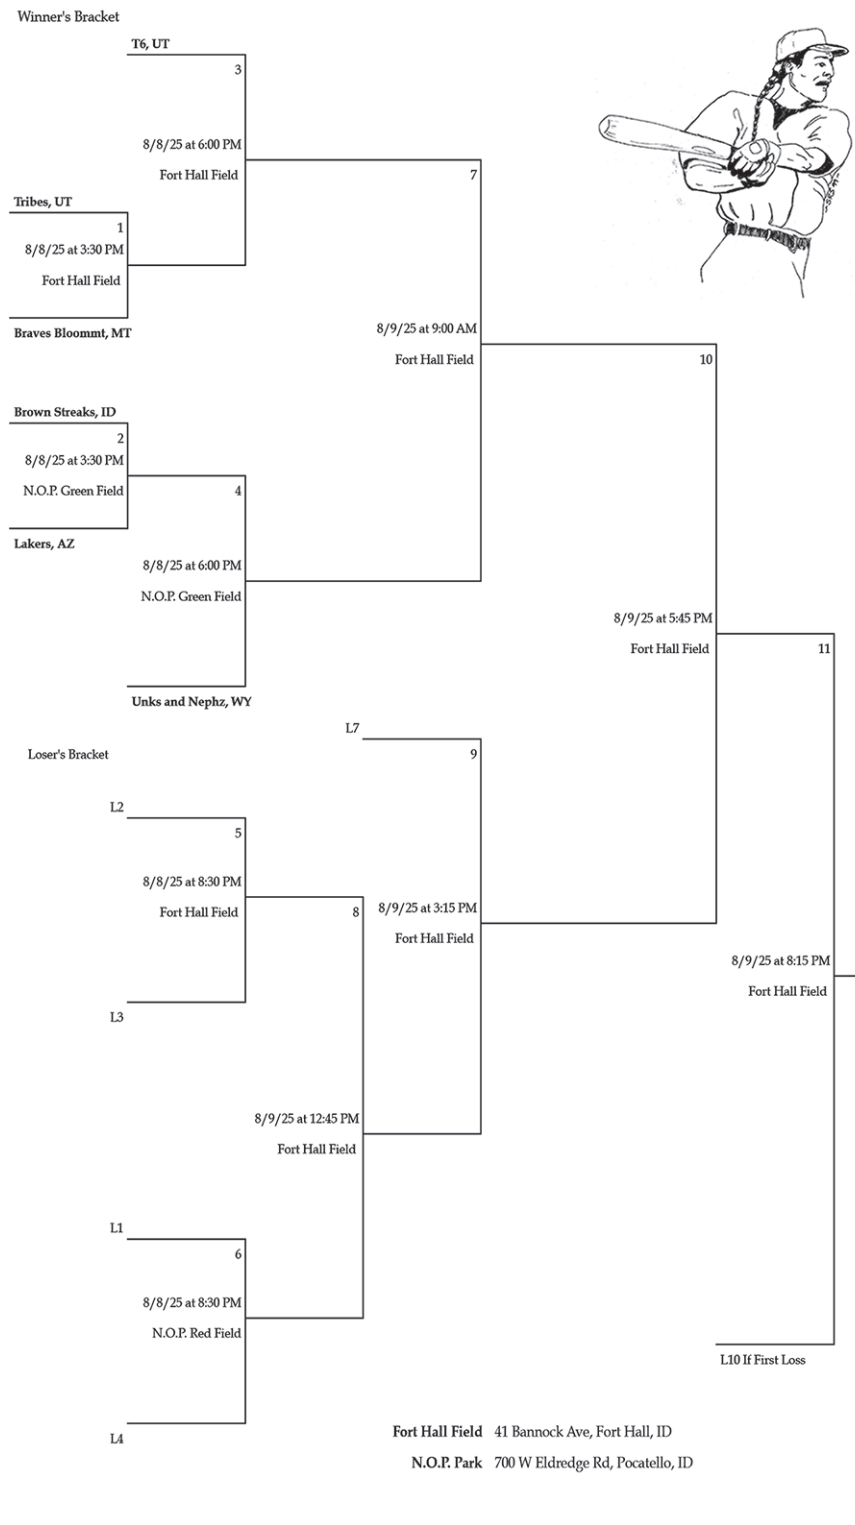 Winner's Bracket
T6, UT
3
8/8/25 at 6:00 PM
Fort Hall Field
7
Tribes, UT
1
8/8/25 at 3:30 PM
Fort Hall Field
Braves Bloommt, MT
8/9/25 at 9:00 AM
Fort Hall Field
10
Brown Streaks, ID
2
8/8/25 at 3:30 PM
N.O.P. Green Field
4
Lakers, AZ
8/8/25 at 6:00 PM
N.O.P. Green Field
8/9/25 at 5:45 PM
Fort Hall Field
11
Unks and Nephz, WY
L7
Loser's Bracket
9
L2
5
8/8/25 at 8:30 PM
Fort Hall Field
8
8/9/25 at 3:15 PM
Fort Hall Field
8/9/25 at 8:15 PM
Fort Hall Field
L3
8/9/25 at 12:45 PM
Fort Hall Field
L1
6
8/8/25 at 8:30 PM
N.O.P. Red Field
L10 If First Loss
L4
Fort Hall Field 41 Bannock Ave, Fort Hall, ID
N.O.P. Park 700 W Eldredge Rd, Pocatello, ID